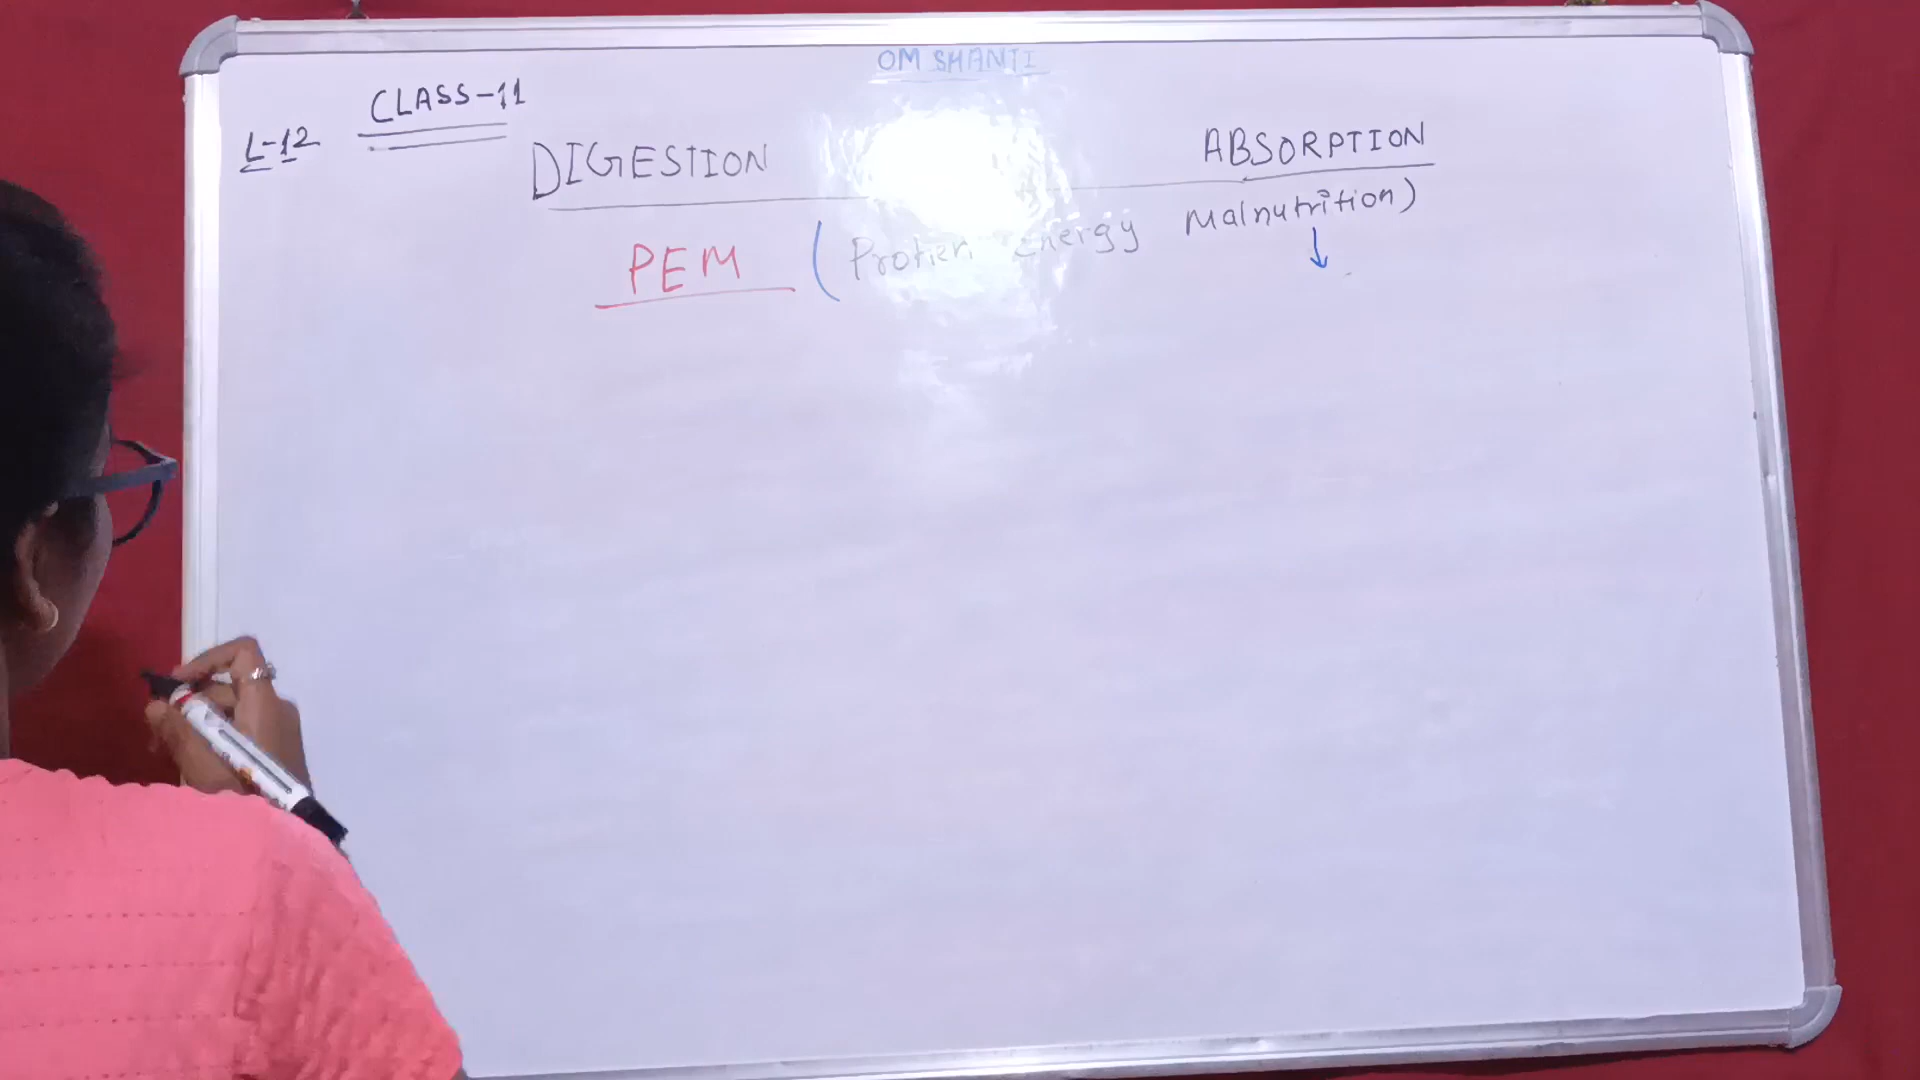 OM SHANTI
CLASS-11
L-12
DIGESTION ABSORPTION
PEM (Protien energy Malnutrition)